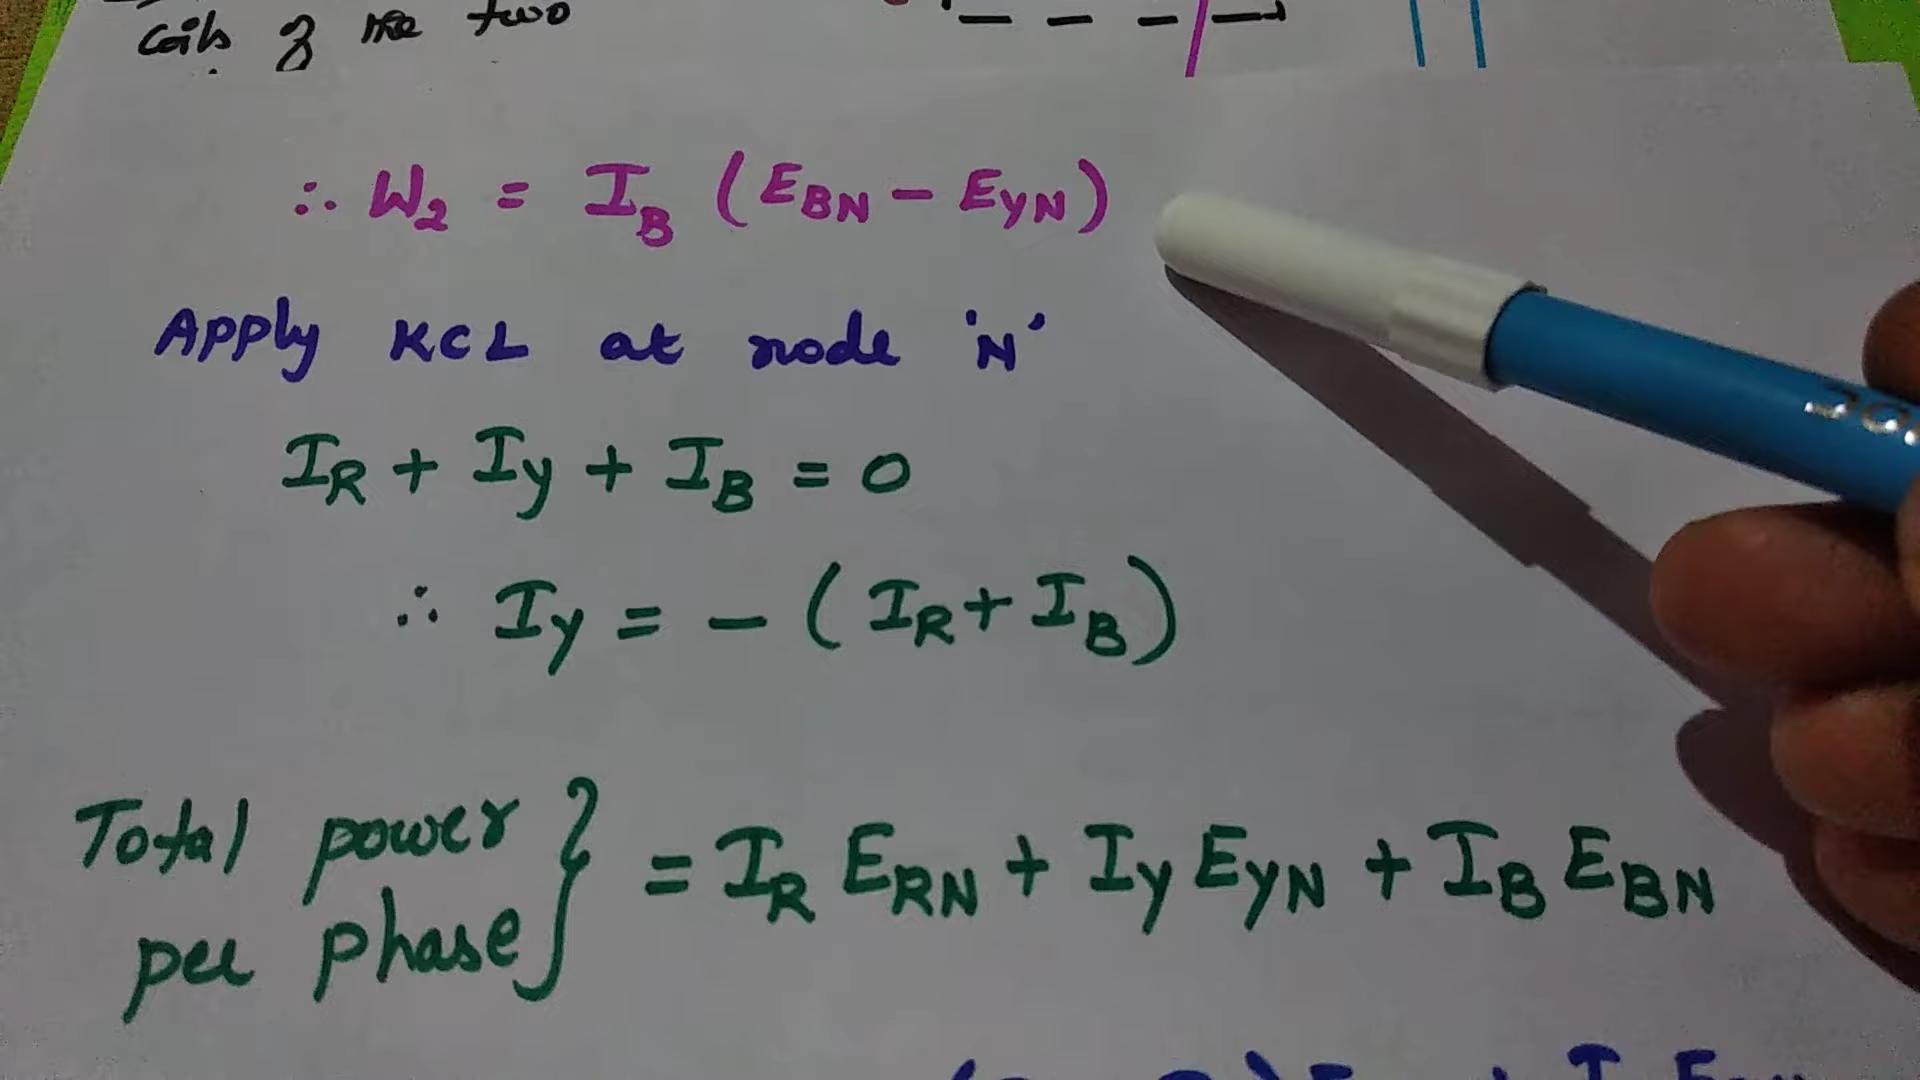 coils of the two
∴ W₂ = I_B (E_BN − E_YN)
Apply KCL at node 'N'
I_R + I_Y + I_B = 0
∴ I_Y = − (I_R + I_B)
Total power per phase } = I_R E_RN + I_Y E_YN + I_B E_BN